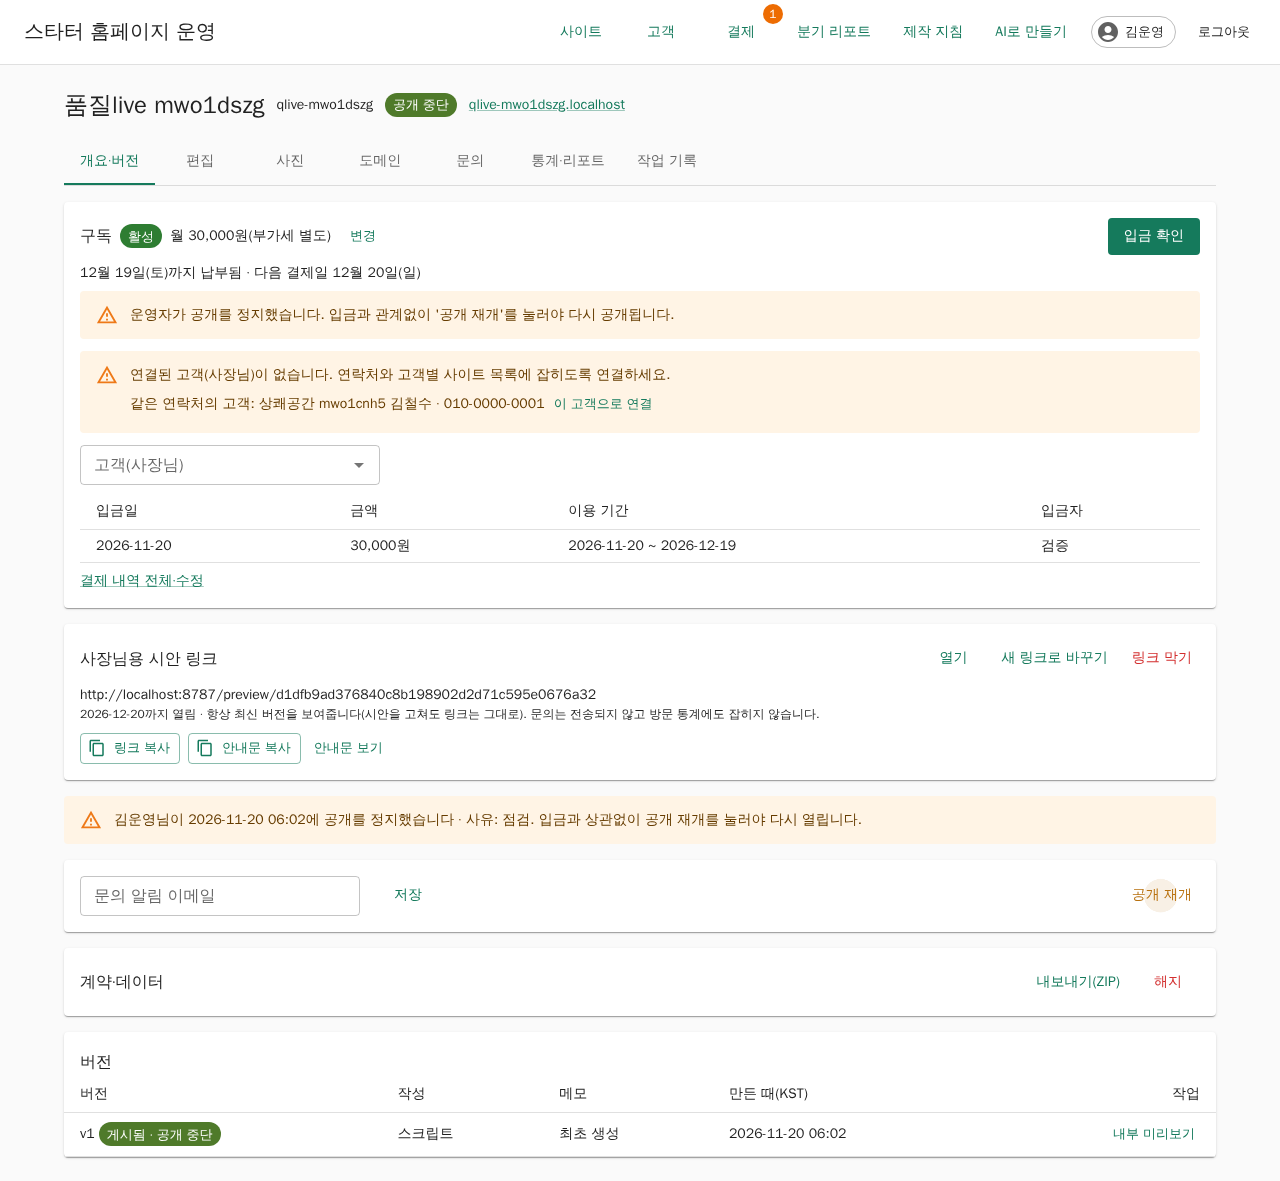 스타터 홈페이지 운영
사이트 고객 결제 1 분기 리포트 제작 지침 AI로 만들기 김운영 로그아웃
품질live mwo1dszg qlive-mwo1dszg 공개 중단 qlive-mwo1dszg.localhost
개요·버전 편집 사진 도메인 문의 통계·리포트 작업 기록
구독 활성 월 30,000원(부가세 별도) 변경 입금 확인
12월 19일(토)까지 납부됨 · 다음 결제일 12월 20일(일)
운영자가 공개를 정지했습니다. 입금과 관계없이 '공개 재개'를 눌러야 다시 공개됩니다.
연결된 고객(사장님)이 없습니다. 연락처와 고객별 사이트 목록에 잡히도록 연결하세요.
같은 연락처의 고객: 상쾌공간 mwo1cnh5 김철수 · 010-0000-0001 이 고객으로 연결
고객(사장님)
입금일 금액 이용 기간 입금자
2026-11-20 30,000원 2026-11-20 ~ 2026-12-19 검증
결제 내역 전체·수정
사장님용 시안 링크 열기 새 링크로 바꾸기 링크 막기
http://localhost:8787/preview/d1dfb9ad376840c8b198902d2d71c595e0676a32
2026-12-20까지 열림 · 항상 최신 버전을 보여줍니다(시안을 고쳐도 링크는 그대로). 문의는 전송되지 않고 방문 통계에도 잡히지 않습니다.
링크 복사 안내문 복사 안내문 보기
김운영님이 2026-11-20 06:02에 공개를 정지했습니다 · 사유: 점검. 입금과 상관없이 공개 재개를 눌러야 다시 열립니다.
문의 알림 이메일 저장 공개 재개
계약·데이터 내보내기(ZIP) 해지
버전
버전 작성 메모 만든 때(KST) 작업
v1 게시됨 · 공개 중단 스크립트 최초 생성 2026-11-20 06:02 내부 미리보기